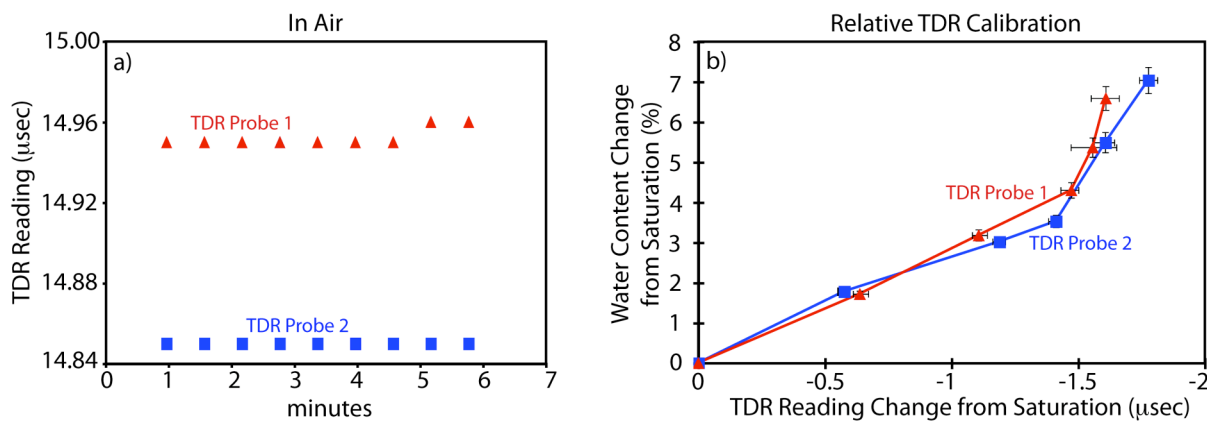 In Air
a)
TDR Reading (μsec)
15.00
14.96
14.92
14.88
14.84
TDR Probe 1
TDR Probe 2
0 1 2 3 4 5 6 7
minutes
Relative TDR Calibration
b)
Water Content Change
from Saturation (%)
8
7
6
5
4
3
2
1
0
TDR Probe 1
TDR Probe 2
0 -0.5 -1 -1.5 -2
TDR Reading Change from Saturation (μsec)